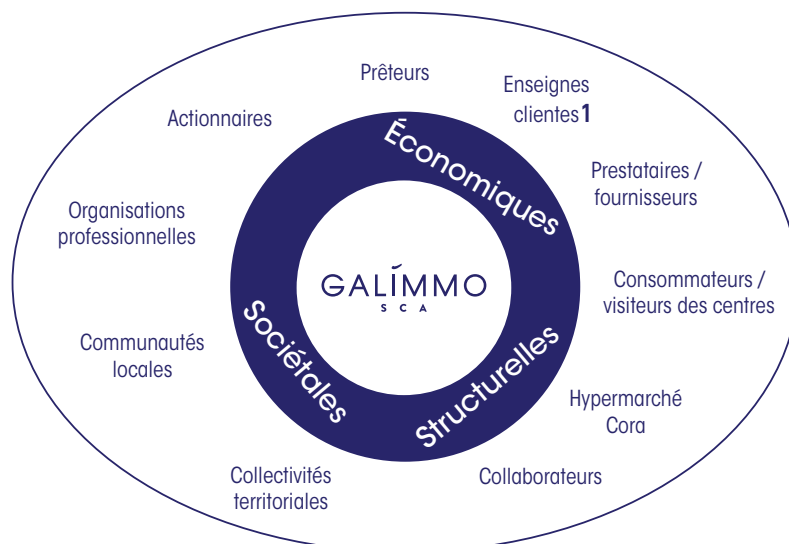 Prêteurs
Enseignes
clientes1
Actionnaires
Économiques
Prestataires /
fournisseurs
Organisations
professionnelles
GALIMMO
SCA
Consommateurs /
visiteurs des centres
Communautés
locales
Sociétales
Structurelles
Hypermarché
Cora
Collectivités
territoriales
Collaborateurs